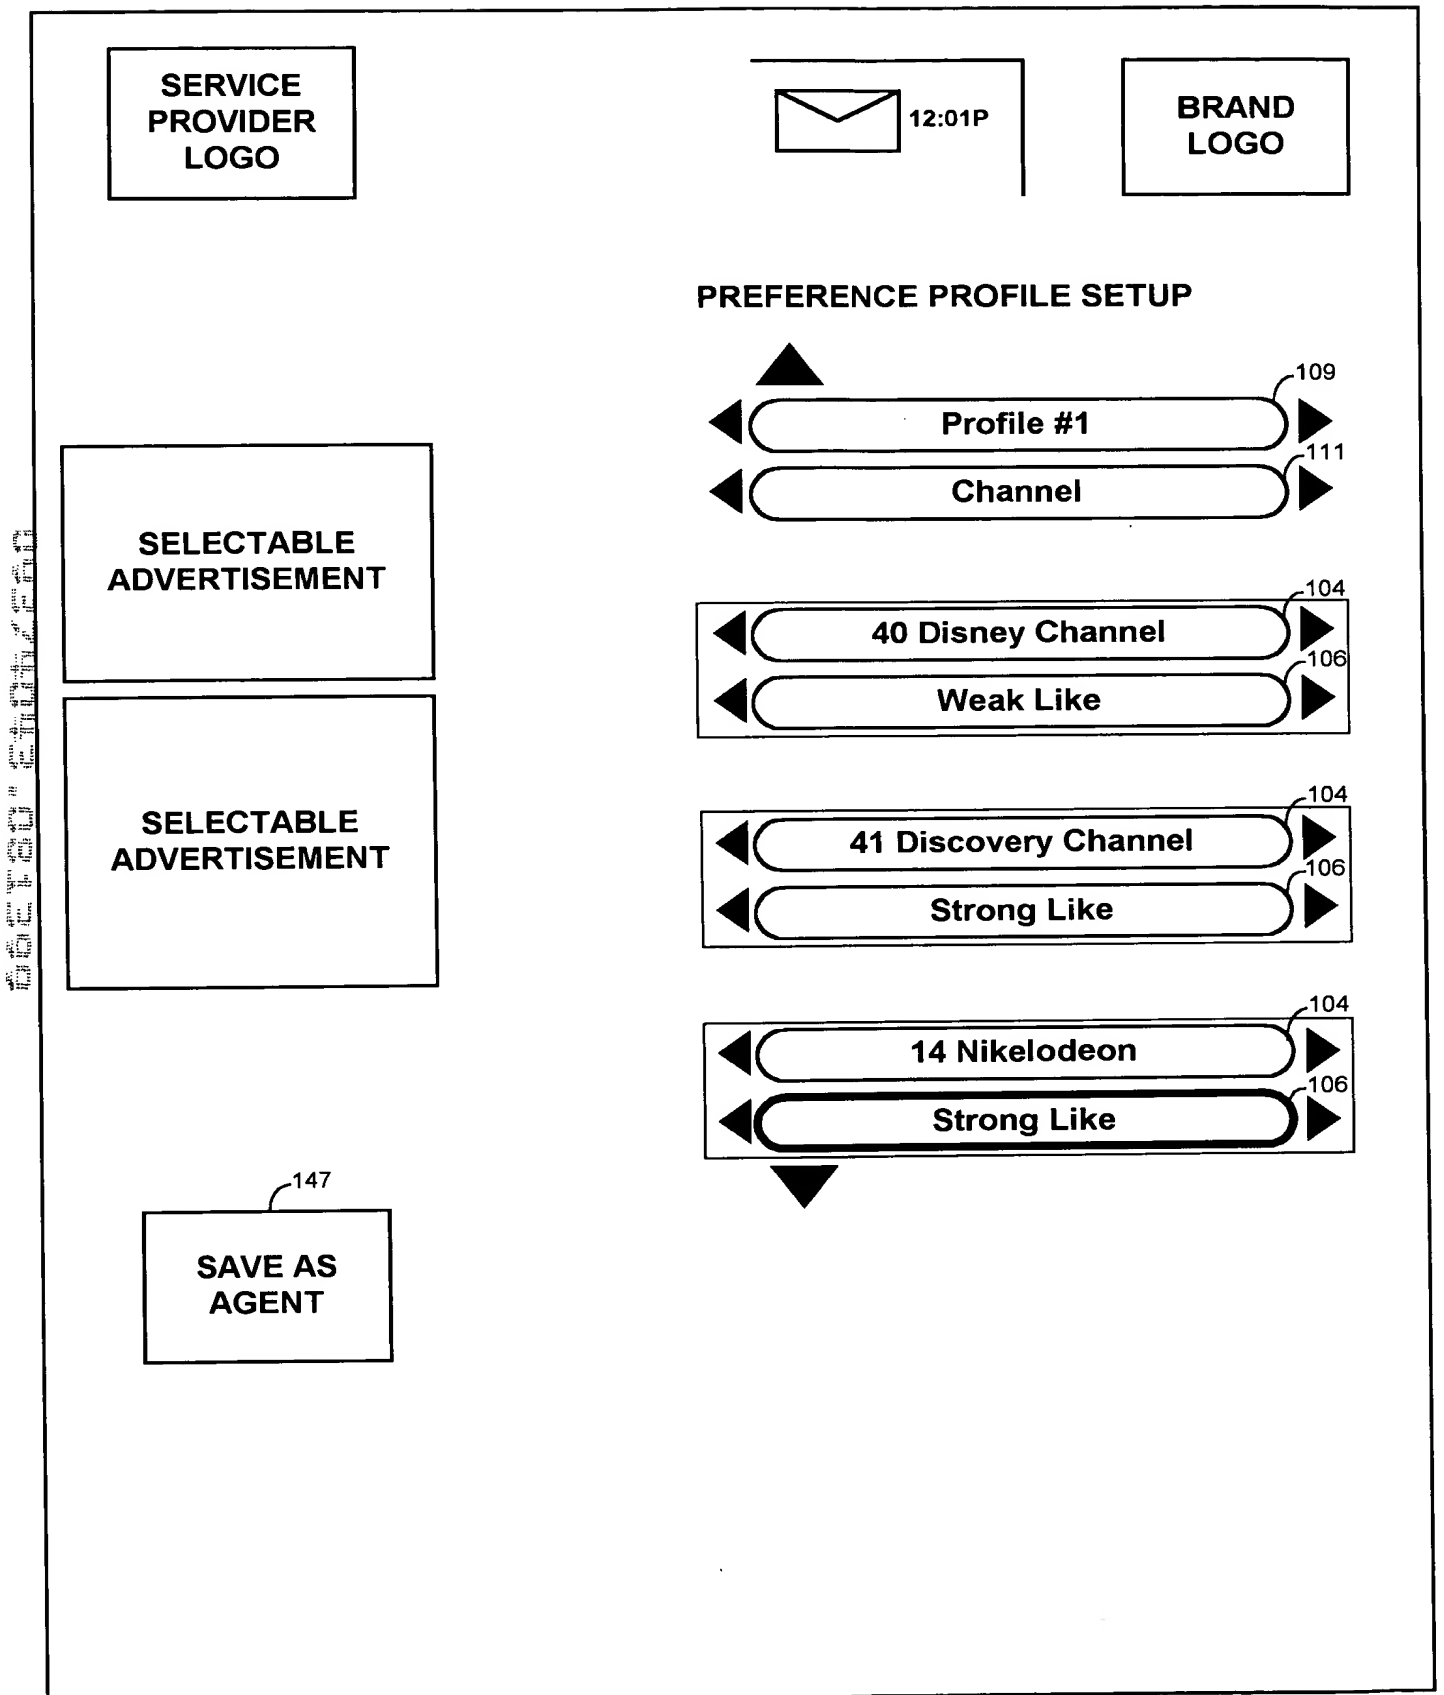 SERVICE
PROVIDER
LOGO
12:01P
BRAND
LOGO
PREFERENCE PROFILE SETUP
109
Profile #1
111
Channel
SELECTABLE
ADVERTISEMENT
104
40 Disney Channel
106
Weak Like
SELECTABLE
ADVERTISEMENT
104
41 Discovery Channel
106
Strong Like
104
14 Nikelodeon
106
Strong Like
147
SAVE AS
AGENT